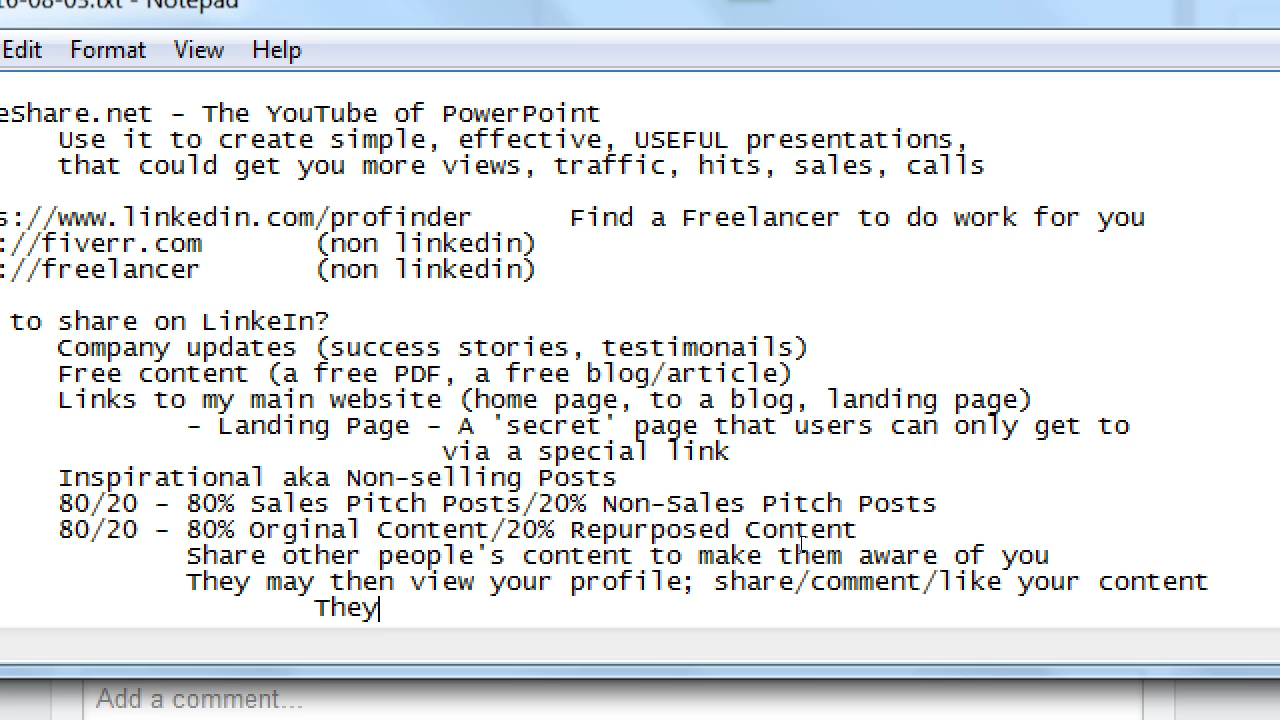 16-08-05.txt - Notepad
Edit Format View Help
eShare.net - The YouTube of PowerPoint
Use it to create simple, effective, USEFUL presentations,
that could get you more views, traffic, hits, sales, calls
s://www.linkedin.com/profinder Find a Freelancer to do work for you
://fiverr.com (non linkedin)
://freelancer (non linkedin)
to share on LinkeIn?
Company updates (success stories, testimonails)
Free content (a free PDF, a free blog/article)
Links to my main website (home page, to a blog, landing page)
- Landing Page - A 'secret' page that users can only get to
via a special link
Inspirational aka Non-selling Posts
80/20 - 80% Sales Pitch Posts/20% Non-Sales Pitch Posts
80/20 - 80% Orginal Content/20% Repurposed Content
Share other people's content to make them aware of you
They may then view your profile; share/comment/like your content
They
Add a comment...